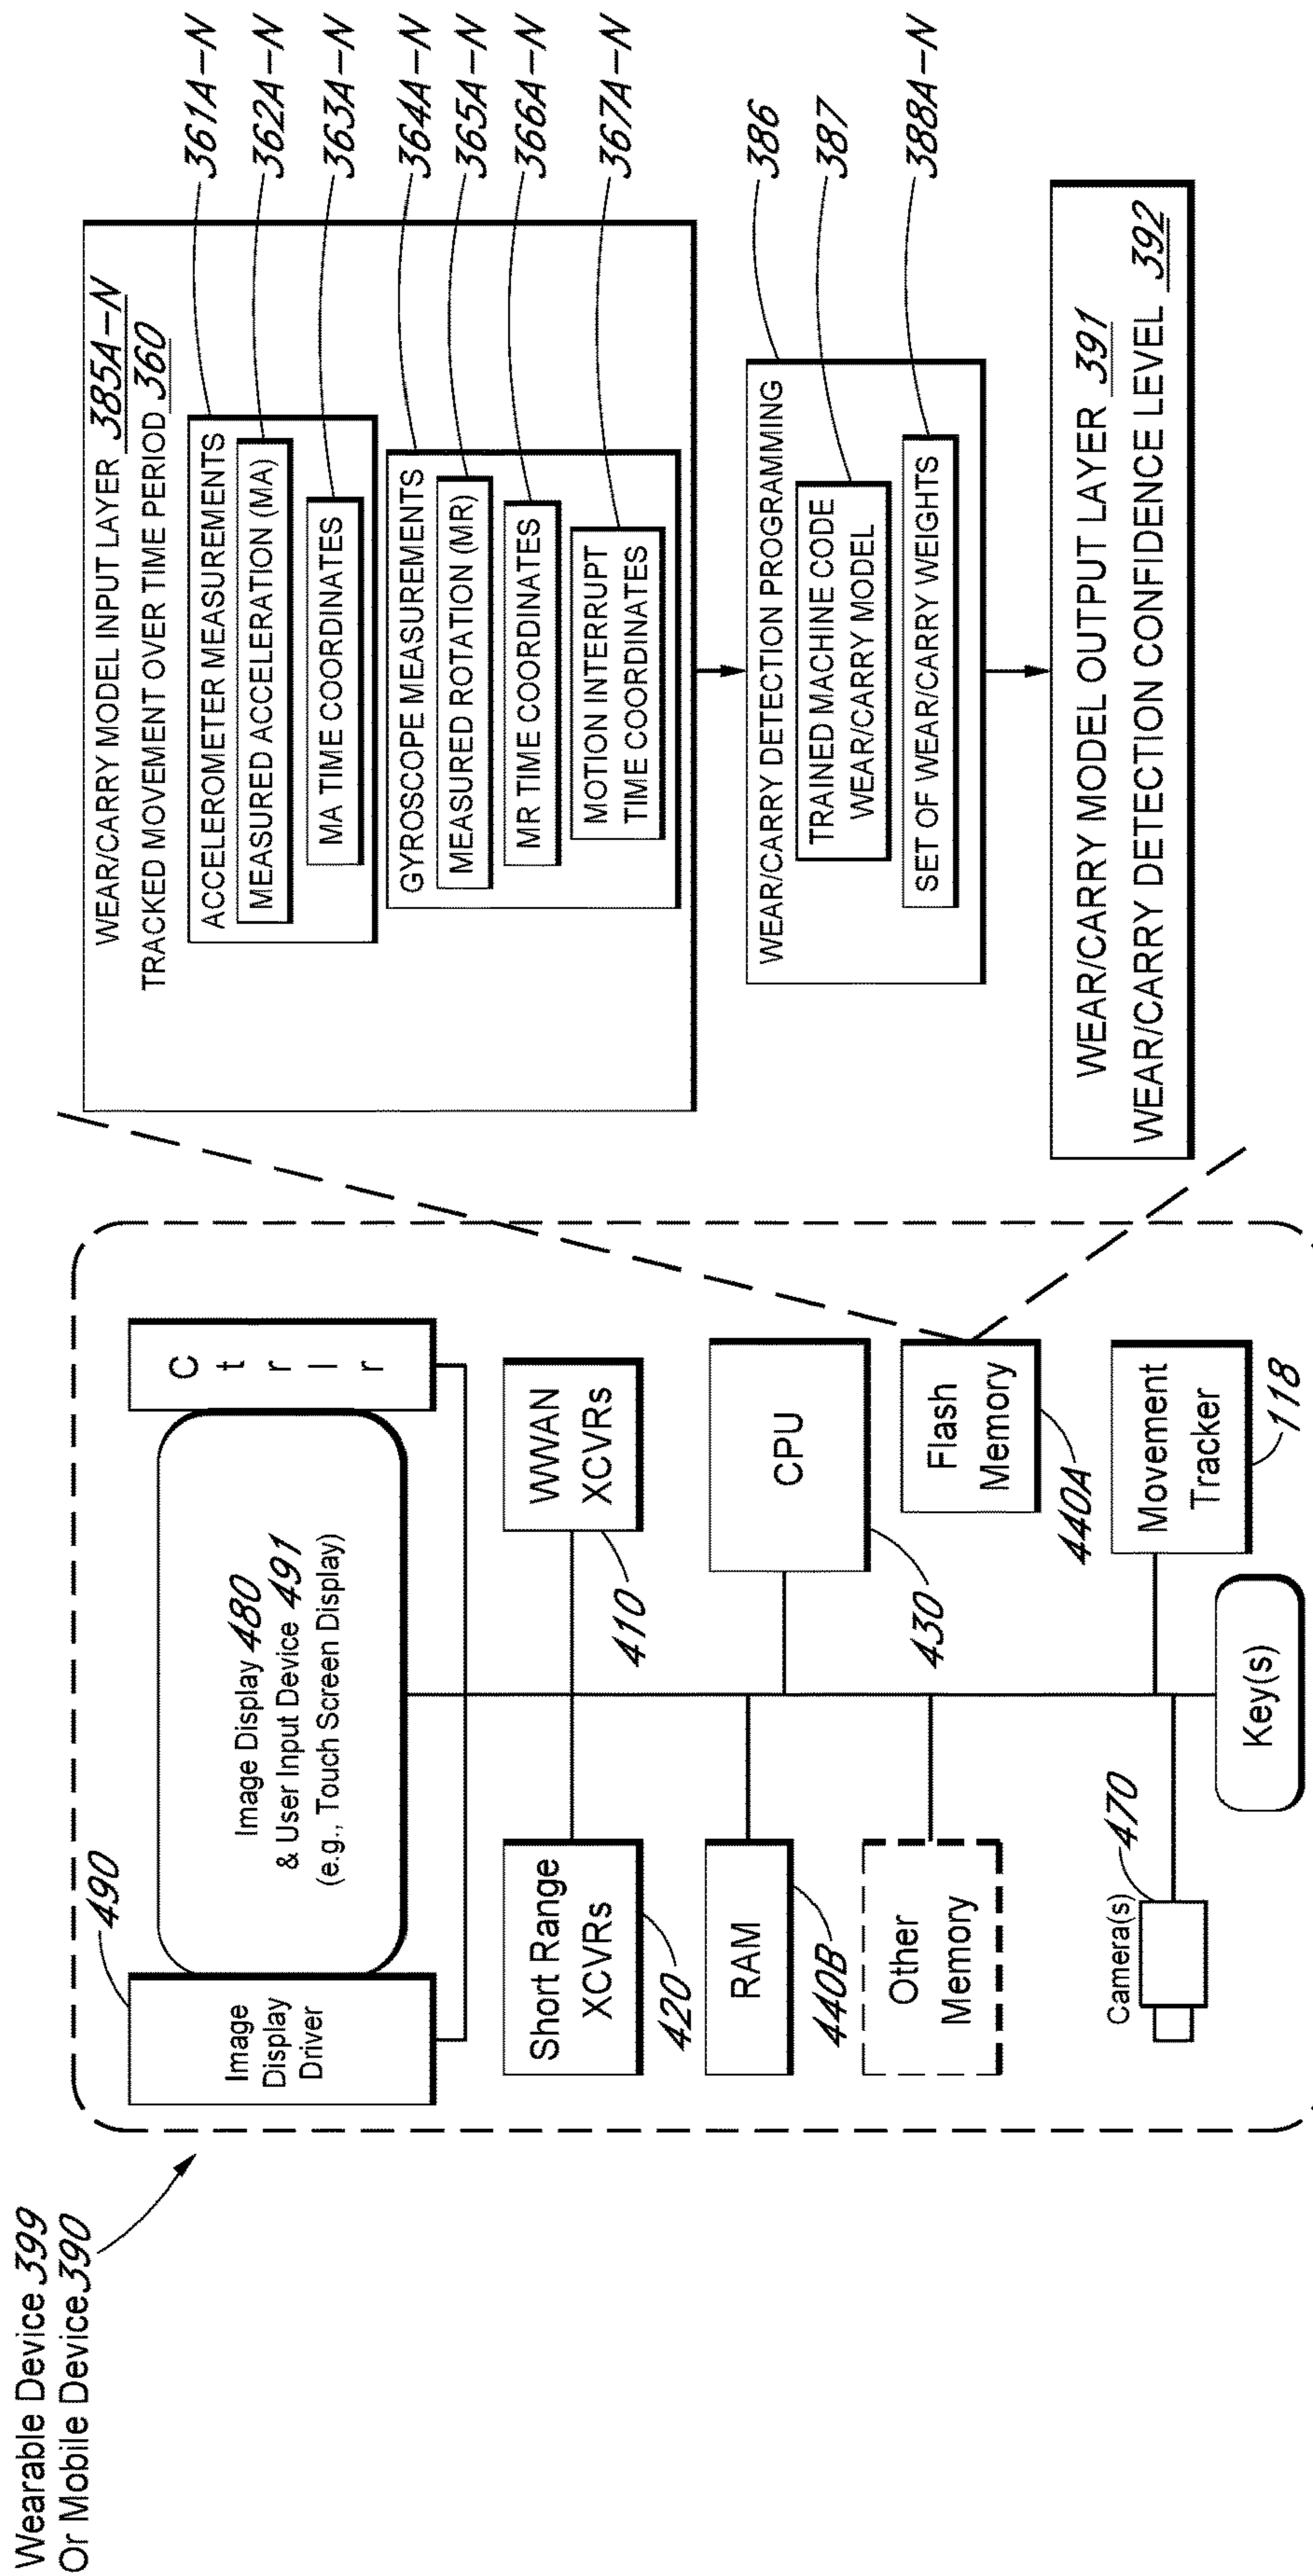 Wearable Device 399
Or Mobile Device 390
490
Image
Display
Driver
Image Display 480
& User Input Device 491
(e.g., Touch Screen Display)
C
t
r
l
r
Short Range
XCVRs
420
WWAN
XCVRs
410
RAM
440B
CPU
430
Other
Memory
Flash
Memory
440A
Camera(s)
470
Movement
Tracker
118
Key(s)
WEAR/CARRY MODEL INPUT LAYER 385A-N
TRACKED MOVEMENT OVER TIME PERIOD 360
ACCELEROMETER MEASUREMENTS
361A-N
MEASURED ACCELERATION (MA)
362A-N
MA TIME COORDINATES
363A-N
GYROSCOPE MEASUREMENTS
364A-N
MEASURED ROTATION (MR)
365A-N
MR TIME COORDINATES
366A-N
MOTION INTERRUPT
TIME COORDINATES
367A-N
WEAR/CARRY DETECTION PROGRAMMING
386
TRAINED MACHINE CODE
WEAR/CARRY MODEL
387
SET OF WEAR/CARRY WEIGHTS
388A-N
WEAR/CARRY MODEL OUTPUT LAYER 391
WEAR/CARRY DETECTION CONFIDENCE LEVEL 392